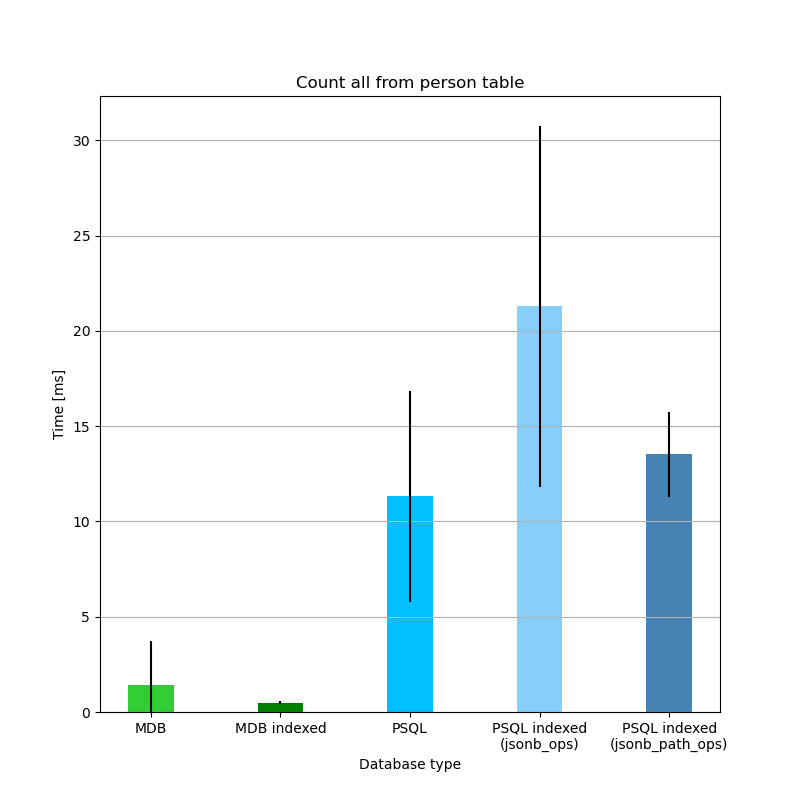 Count all from person table
30
25
20
15
10
5
0
Time [ms]
MDB
MDB indexed
PSQL
PSQL indexed
(jsonb_ops)
PSQL indexed
(jsonb_path_ops)
Database type